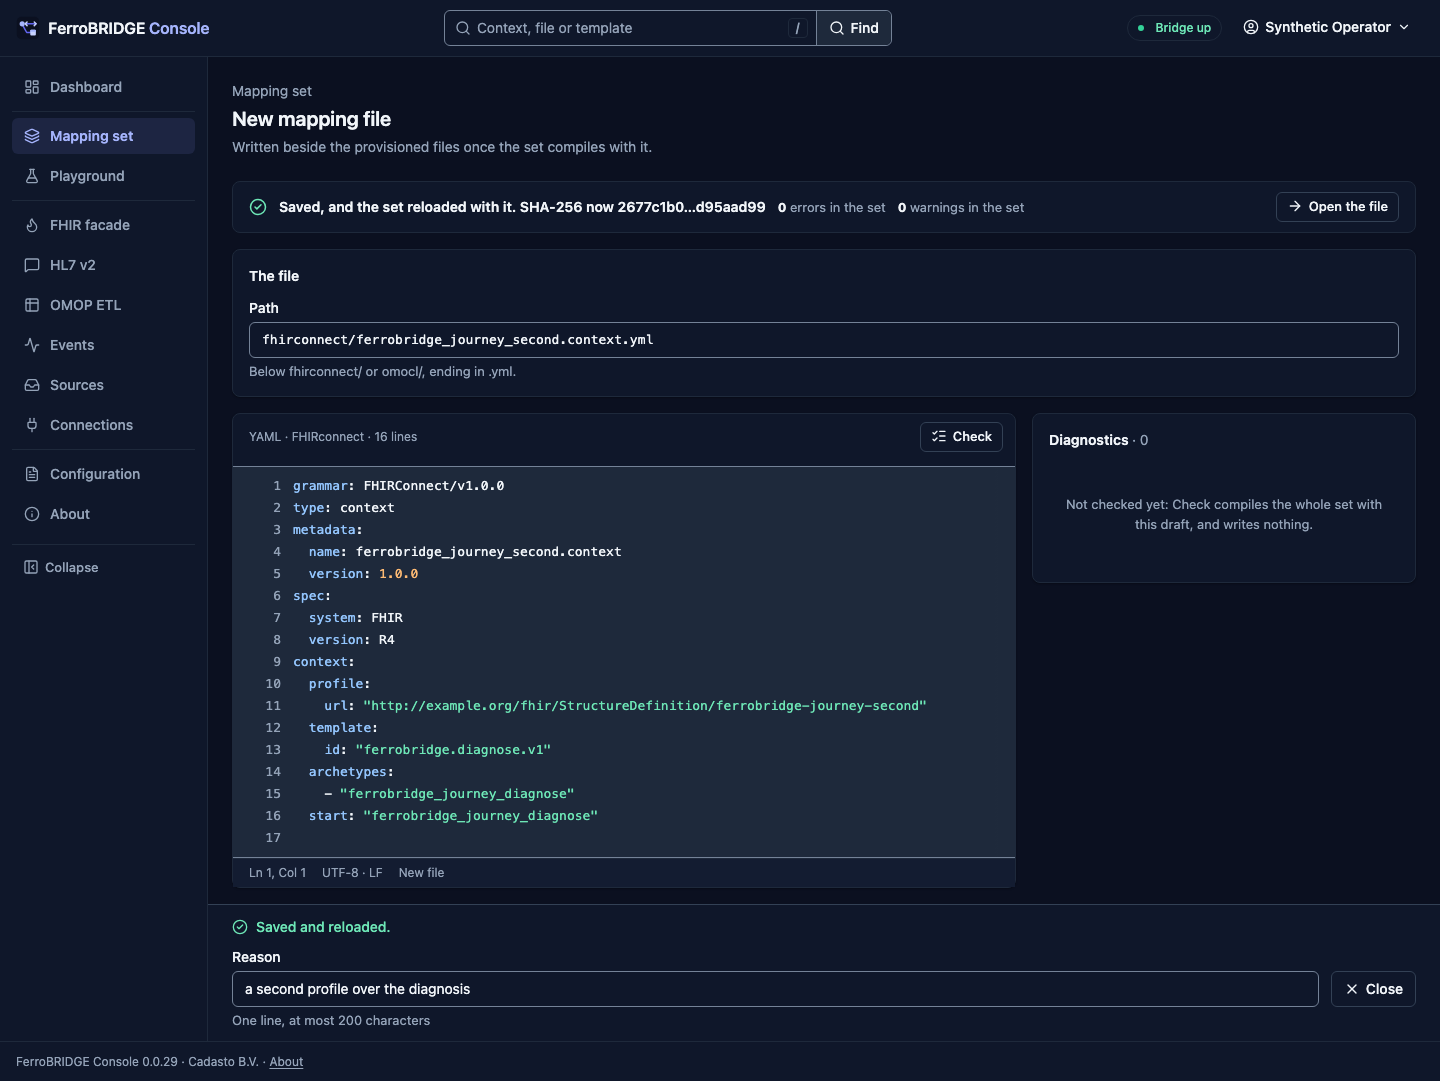 FerroBRIDGE Console
Context, file or template
/
Find
Bridge up
Synthetic Operator
Dashboard
Mapping set
Playground
FHIR facade
HL7 v2
OMOP ETL
Events
Sources
Connections
Configuration
About
Collapse
Mapping set
New mapping file
Written beside the provisioned files once the set compiles with it.
Saved, and the set reloaded with it. SHA-256 now 2677c1b0...d95aad99 0 errors in the set 0 warnings in the set
Open the file
The file
Path
fhirconnect/ferrobridge_journey_second.context.yml
Below fhirconnect/ or omocl/, ending in .yml.
YAML · FHIRconnect · 16 lines
Check
1 grammar: FHIRConnect/v1.0.0
2 type: context
3 metadata:
4   name: ferrobridge_journey_second.context
5   version: 1.0.0
6 spec:
7   system: FHIR
8   version: R4
9 context:
10   profile:
11     url: "http://example.org/fhir/StructureDefinition/ferrobridge-journey-second"
12   template:
13     id: "ferrobridge.diagnose.v1"
14   archetypes:
15     - "ferrobridge_journey_diagnose"
16   start: "ferrobridge_journey_diagnose"
17
Ln 1, Col 1 UTF-8 · LF New file
Diagnostics · 0
Not checked yet: Check compiles the whole set with
this draft, and writes nothing.
Saved and reloaded.
Reason
a second profile over the diagnosis
Close
One line, at most 200 characters
FerroBRIDGE Console 0.0.29 · Cadasto B.V. · About